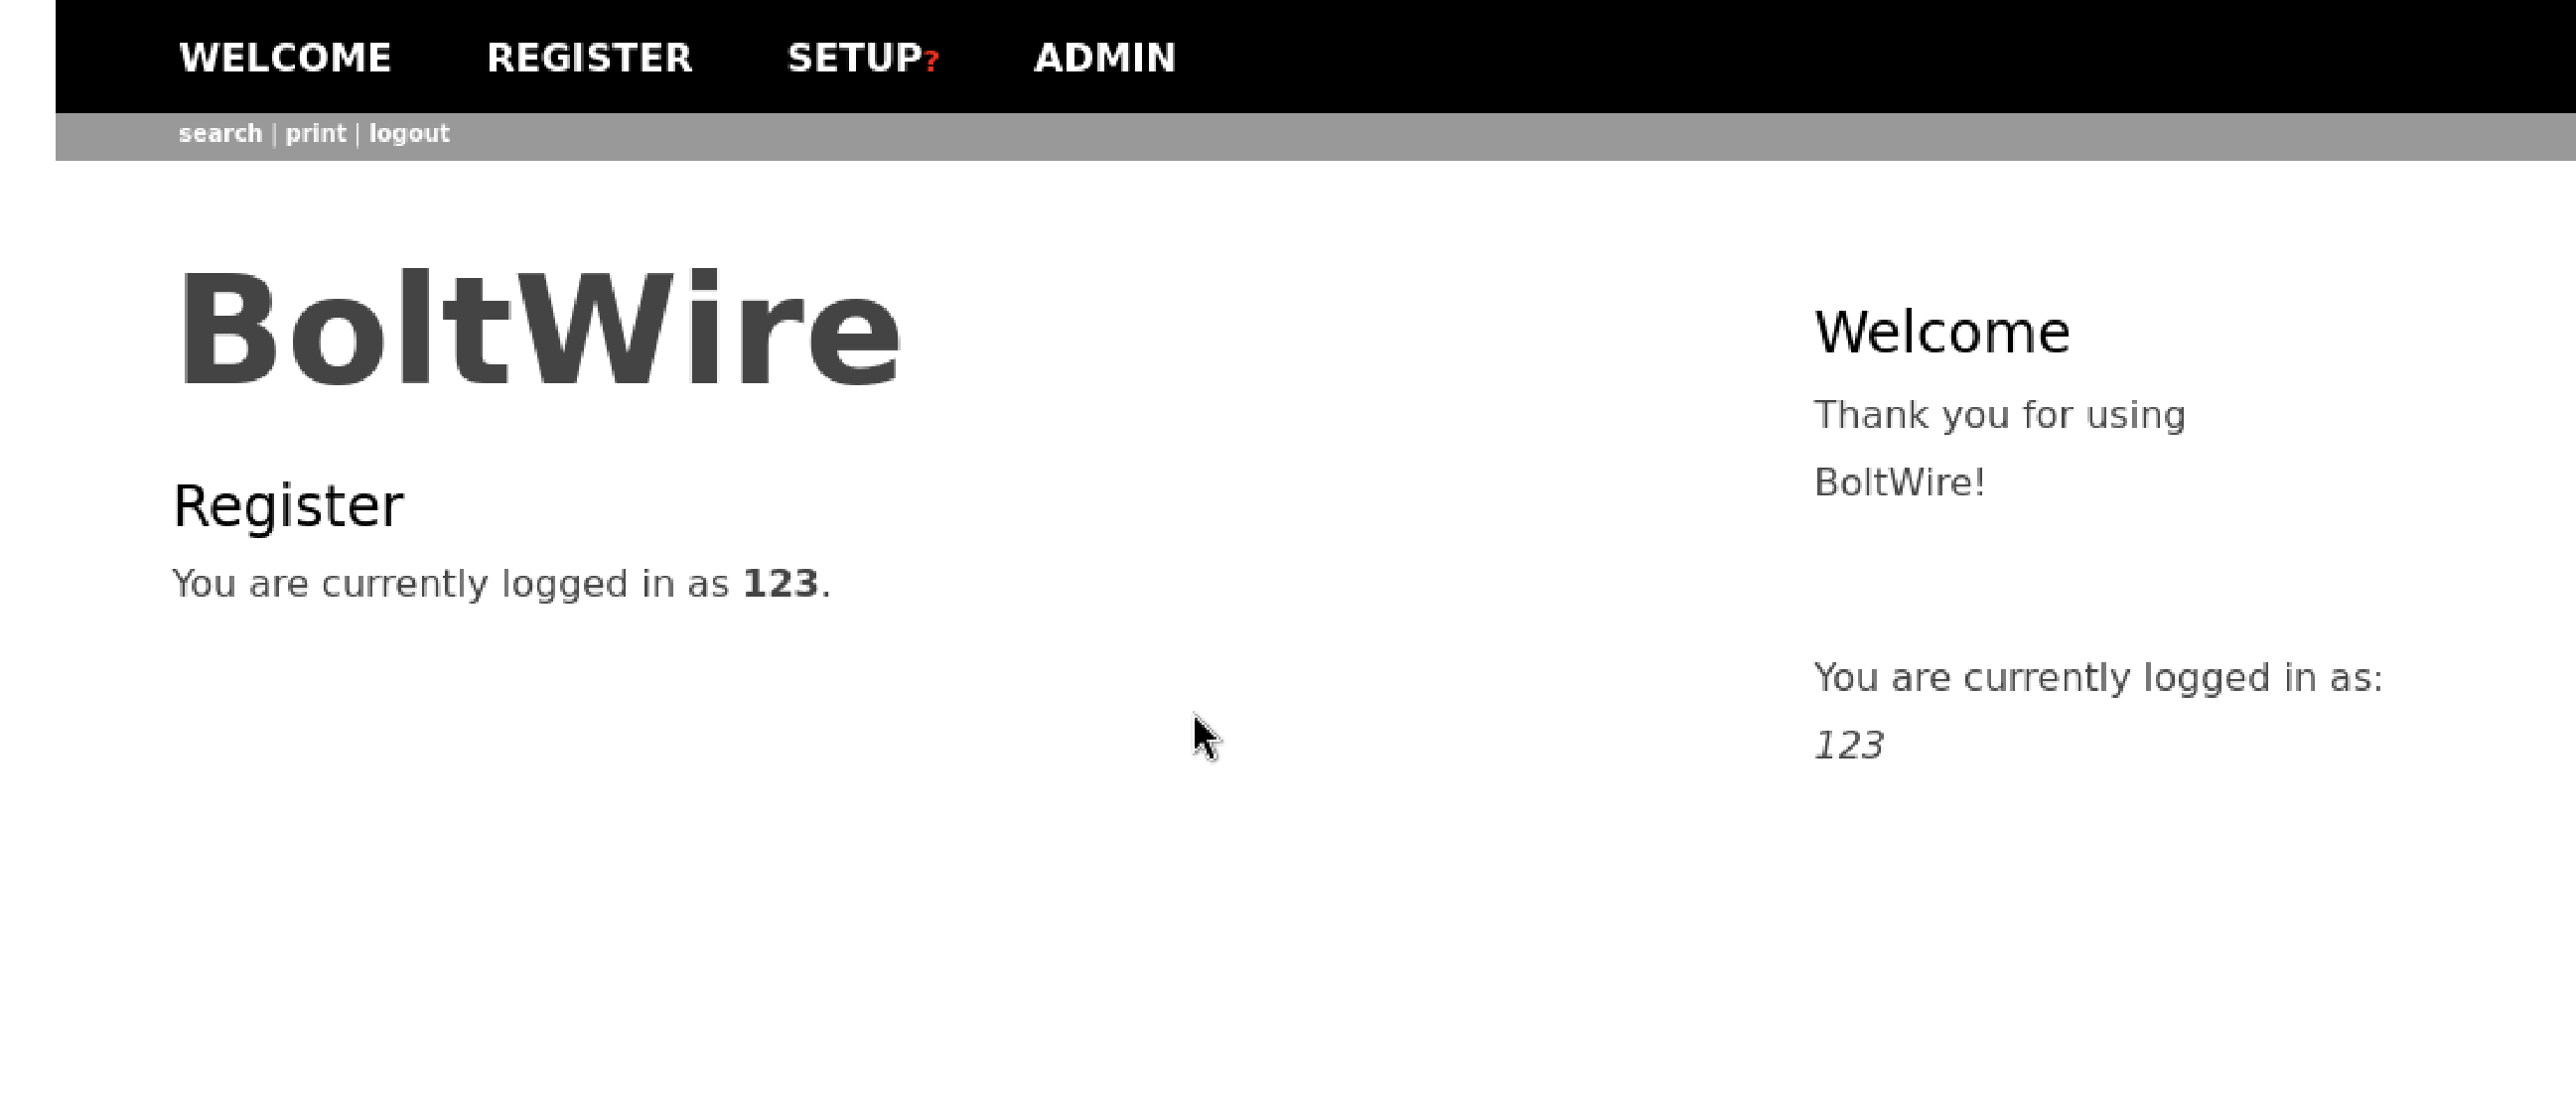 WELCOME REGISTER SETUP? ADMIN
search | print | logout
BoltWire
Register
You are currently logged in as 123.
Welcome
Thank you for using
BoltWire!
You are currently logged in as:
123